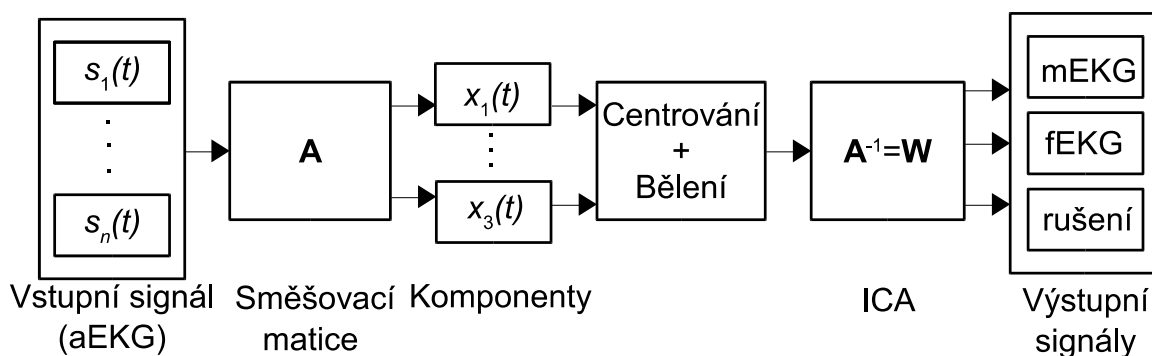 s₁(t)
⋮
sₙ(t)
Vstupní signál
(aEKG)
A
Směšovací
matice
x₁(t)
⋮
x₃(t)
Komponenty
Centrování
+
Bělení
A⁻¹=W
ICA
mEKG
fEKG
rušení
Výstupní
signály